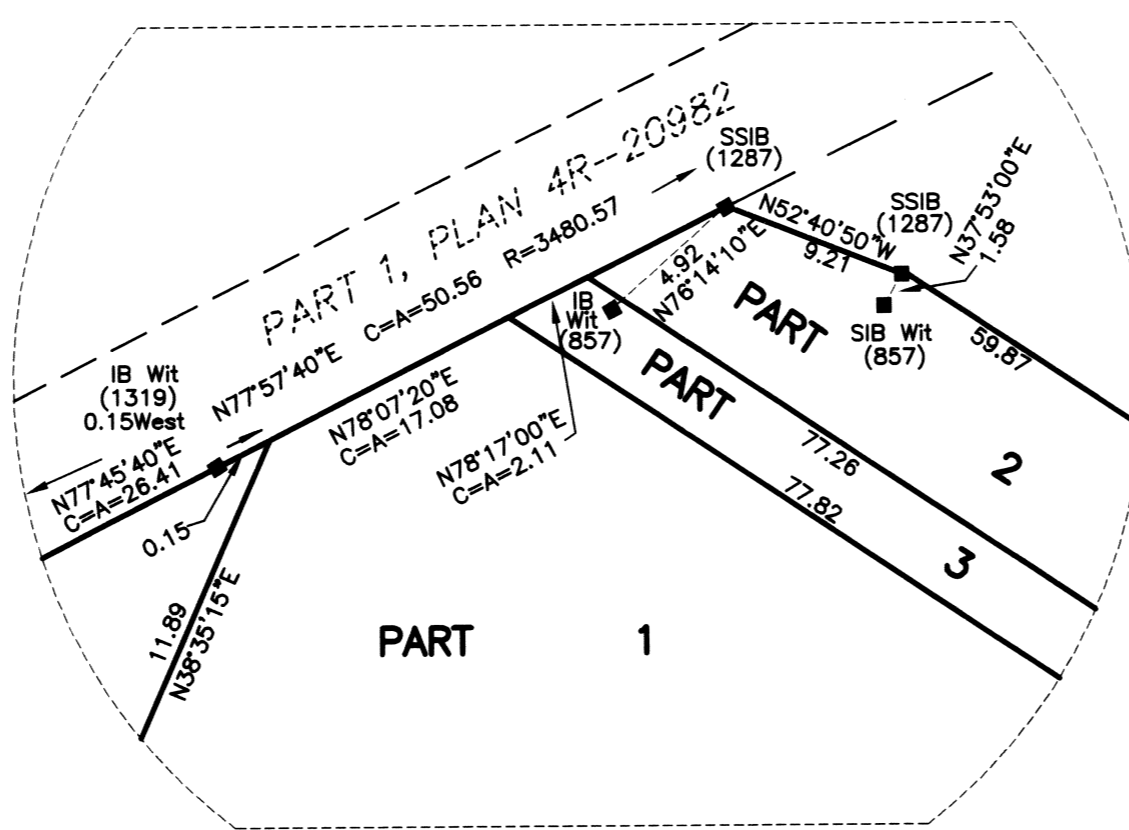 PART 1, PLAN 4R-20982
SSIB
(1287)
N77°57'40"E C=A=50.56 R=3480.57
N52°40'50"W
9.21
SSIB
(1287)
N37°53'00"E
1.58
4.92
N76°14'10"E
IB
Wit
(857)
PART
SIB Wit
(857)
59.87
IB Wit
(1319)
0.15West
N77°45'40"E
C=A=26.41
0.15
N78°07'20"E
C=A=17.08
N78°17'00"E
C=A=2.11
PART
77.26
77.82
2
3
11.89
N38°35'15"E
PART 1